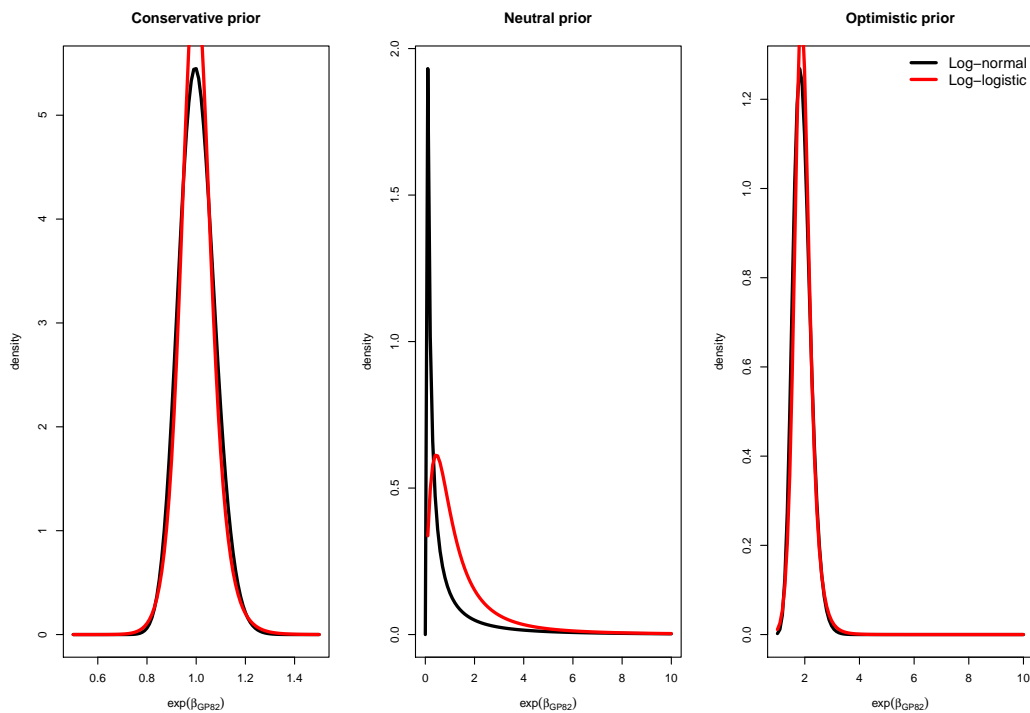 Conservative prior
density
0
1
2
3
4
5
0.6 0.8 1.0 1.2 1.4
exp(βGP82)
Neutral prior
density
0.0
0.5
1.0
1.5
2.0
0 2 4 6 8 10
exp(βGP82)
Optimistic prior
Log−normal
Log−logistic
density
0.0
0.2
0.4
0.6
0.8
1.0
1.2
2 4 6 8 10
exp(βGP82)